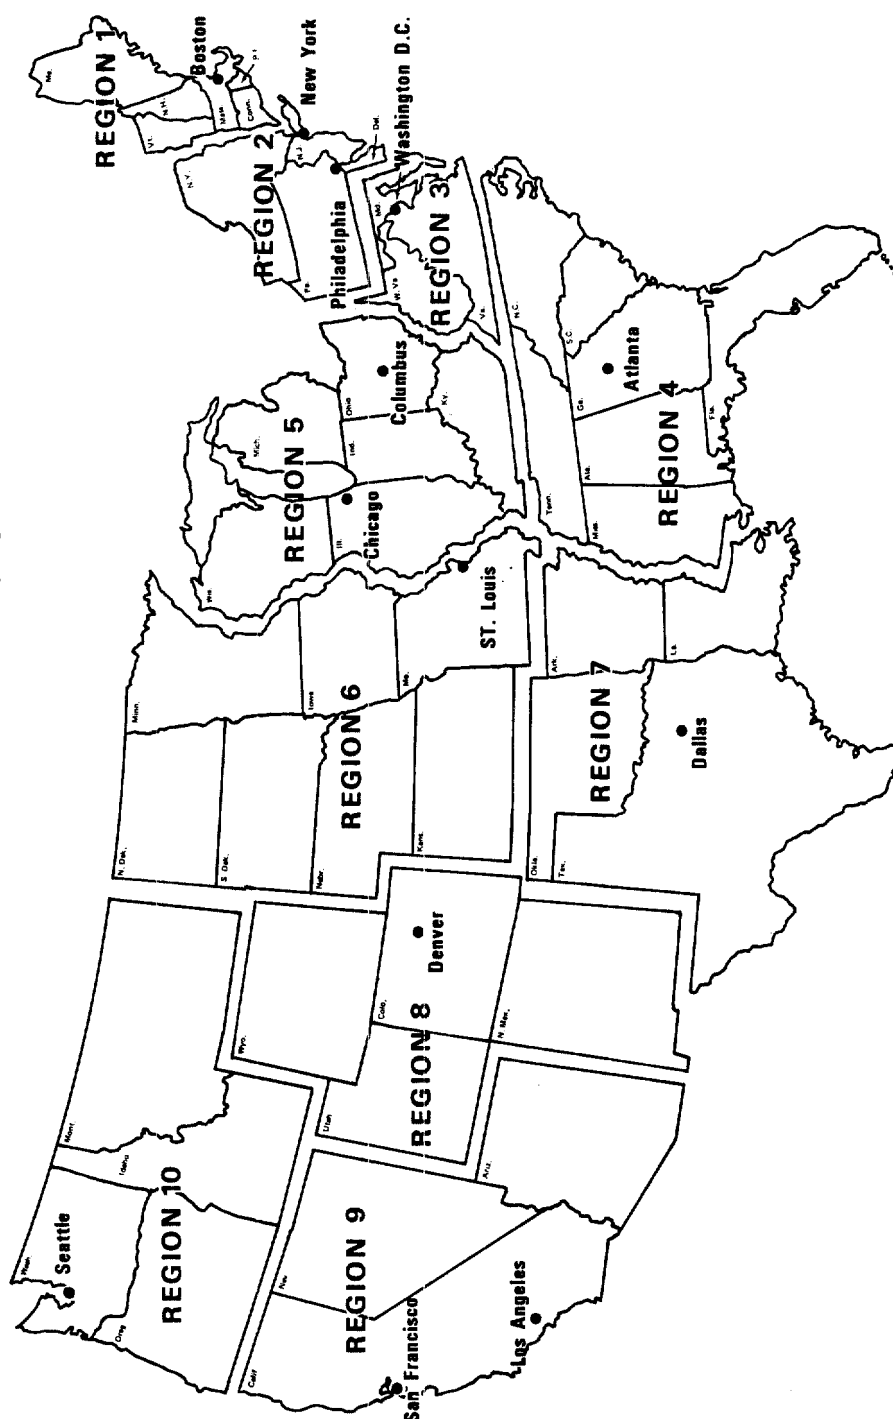 REGION 1
Me.
N.H.
Vt.
Mass.
Conn.
R.I.
Boston
REGION 2
N.Y.
N.J.
Pa.
Del.
New York
Philadelphia
REGION 3
Md.
W. Va.
Va.
Washington D.C.
REGION 4
N.C.
S.C.
Ga.
Fla.
Ala.
Miss.
Tenn.
Atlanta
REGION 5
Mich.
Ohio
Ind.
Ill.
Wis.
Ky.
Columbus
Chicago
REGION 6
Minn.
Iowa
Mo.
N. Dak.
S. Dak.
Nebr.
Kans.
ST. Louis
REGION 7
Ark.
La.
Okla.
Tex.
Dallas
REGION 8
Wyo.
Colo.
Utah
N. Mex.
Denver
REGION 9
Nev.
Calif.
Ariz.
San Francisco
Los Angeles
REGION 10
Mont.
Idaho
Wash.
Oreg.
Seattle